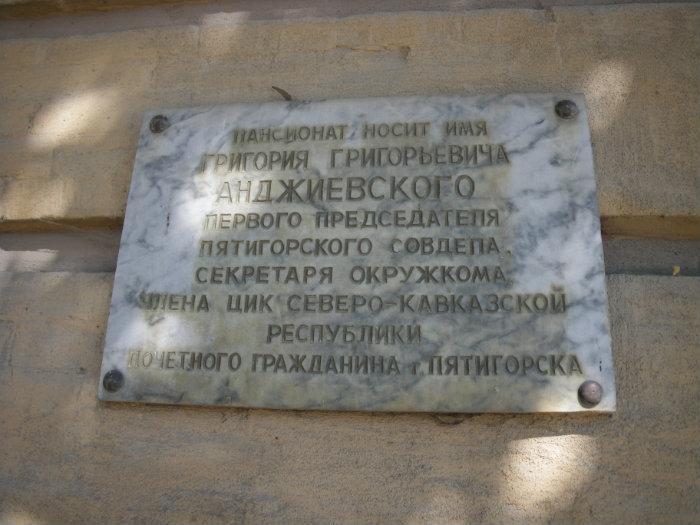 ПАНСИОНАТ НОСИТ ИМЯ
ГРИГОРИЯ ГРИГОРЬЕВИЧА
АНДЖИЕВСКОГО
ПЕРВОГО ПРЕДСЕДАТЕЛЯ
ПЯТИГОРСКОГО СОВДЕПА,
СЕКРЕТАРЯ ОКРУЖКОМА
ЧЛЕНА ЦИК СЕВЕРО-КАВКАЗСКОЙ
РЕСПУБЛИКИ
ПОЧЕТНОГО ГРАЖДАНИНА г. ПЯТИГОРСКА